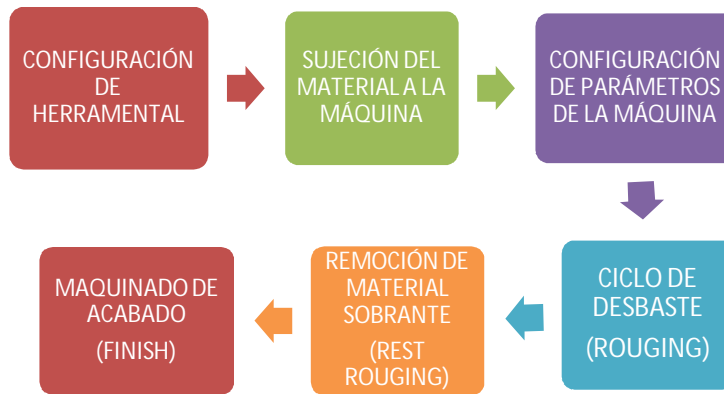 CONFIGURACIÓN
DE
HERRAMENTAL
SUJECIÓN DEL
MATERIAL A LA
MÁQUINA
CONFIGURACIÓN
DE PARÁMETROS
DE LA MÁQUINA
CICLO DE
DESBASTE
(ROUGING)
REMOCIÓN DE
MATERIAL
SOBRANTE
(REST
ROUGING)
MAQUINADO DE
ACABADO
(FINISH)